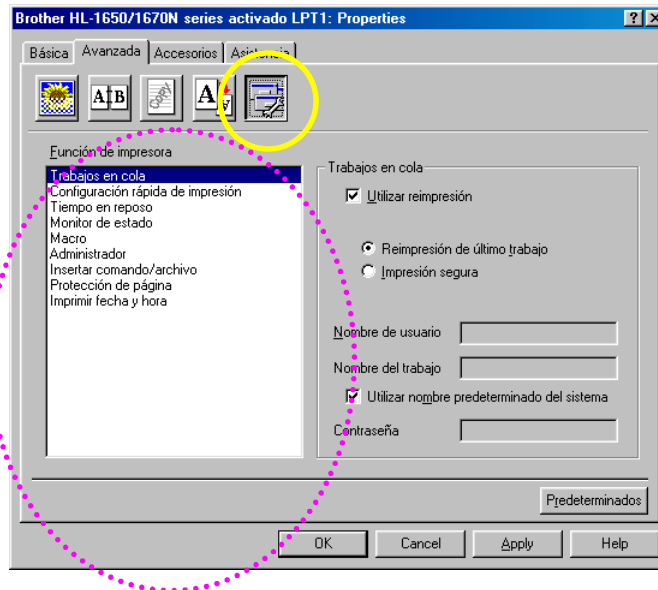 Brother HL-1650/1670N series activado LPT1: Properties
Básica Avanzada Accesorios Asistencia
A B COPY A A
Función de impresora
Trabajos en cola
Configuración rápida de impresión
Tiempo en reposo
Monitor de estado
Macro
Administrador
Insertar comando/archivo
Protección de página
Imprimir fecha y hora
Trabajos en cola
Utilizar reimpresión
Reimpresión de último trabajo
Impresión segura
Nombre de usuario
Nombre del trabajo
Utilizar nombre predeterminado del sistema
Contraseña
Predeterminados
OK Cancel Apply Help